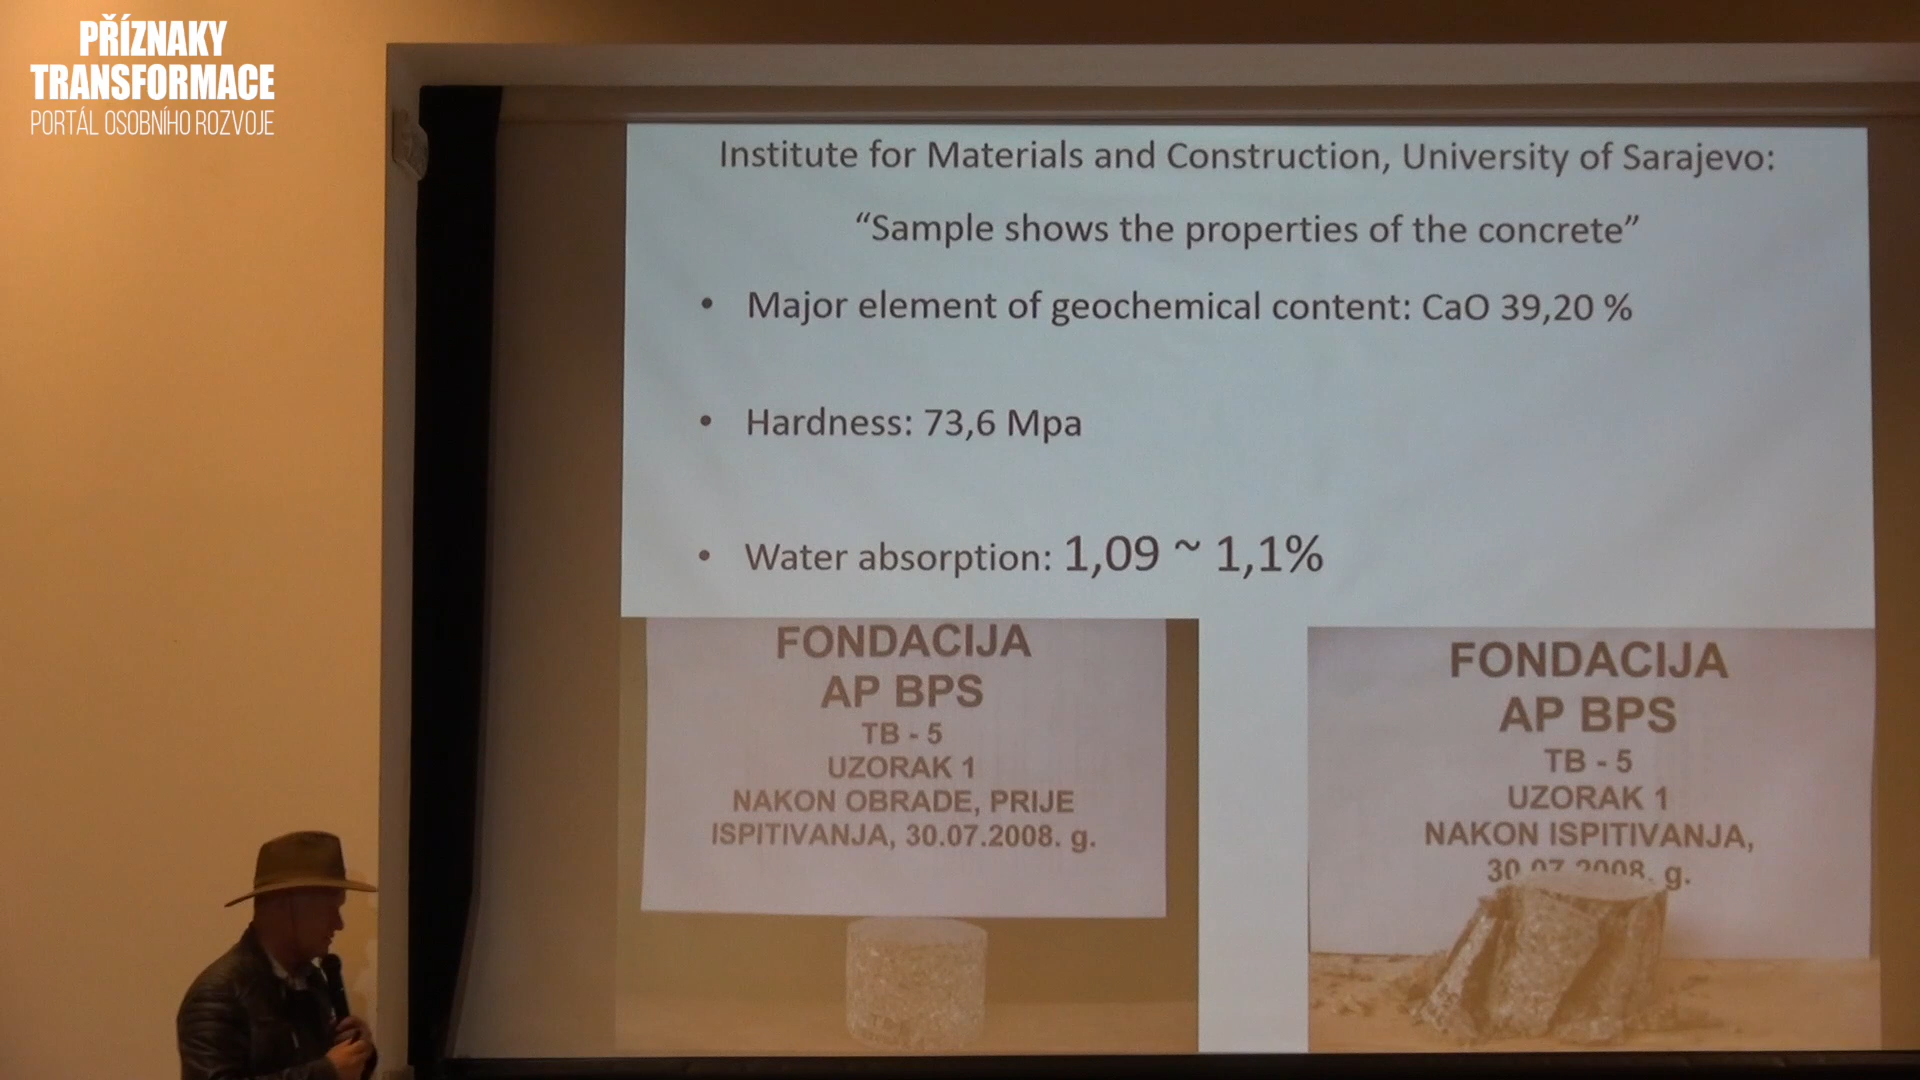 PŘÍZNAKY
TRANSFORMACE
PORTÁL OSOBNÍHO ROZVOJE
Institute for Materials and Construction, University of Sarajevo:
“Sample shows the properties of the concrete”
• Major element of geochemical content: CaO 39,20 %
• Hardness: 73,6 Mpa
• Water absorption: 1,09 ~ 1,1%
FONDACIJA
AP BPS
TB - 5
UZORAK 1
NAKON OBRADE, PRIJE
ISPITIVANJA, 30.07.2008. g.
FONDACIJA
AP BPS
TB - 5
UZORAK 1
NAKON ISPITIVANJA,
30.07.2008. g.